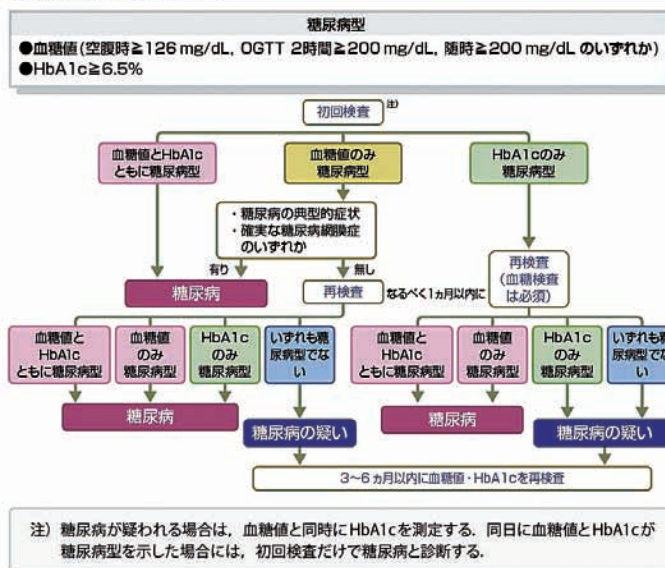 糖尿病型
●血糖値(空腹時≧126 mg/dL, OGTT 2時間≧200 mg/dL, 随時≧200 mg/dL のいずれか)
●HbA1c≧6.5%
初回検査 注)
血糖値とHbA1c
ともに糖尿病型
血糖値のみ
糖尿病型
HbA1cのみ
糖尿病型
・糖尿病の典型的症状
・確実な糖尿病網膜症
のいずれか
有り
無し
糖尿病
再検査
なるべく1ヵ月以内に
再検査
(血糖検査
は必須)
血糖値と
HbA1c
ともに糖尿病型
血糖値
のみ
糖尿病型
HbA1c
のみ
糖尿病型
いずれも糖
尿病型でな
い
血糖値と
HbA1c
ともに糖尿病型
血糖値
のみ
糖尿病型
HbA1c
のみ
糖尿病型
いずれも糖
尿病型でな
い
糖尿病
糖尿病の疑い
糖尿病
糖尿病の疑い
3〜6ヵ月以内に血糖値・HbA1cを再検査
注) 糖尿病が疑われる場合は, 血糖値と同時にHbA1cを測定する. 同日に血糖値とHbA1cが
糖尿病型を示した場合には, 初回検査だけで糖尿病と診断する.